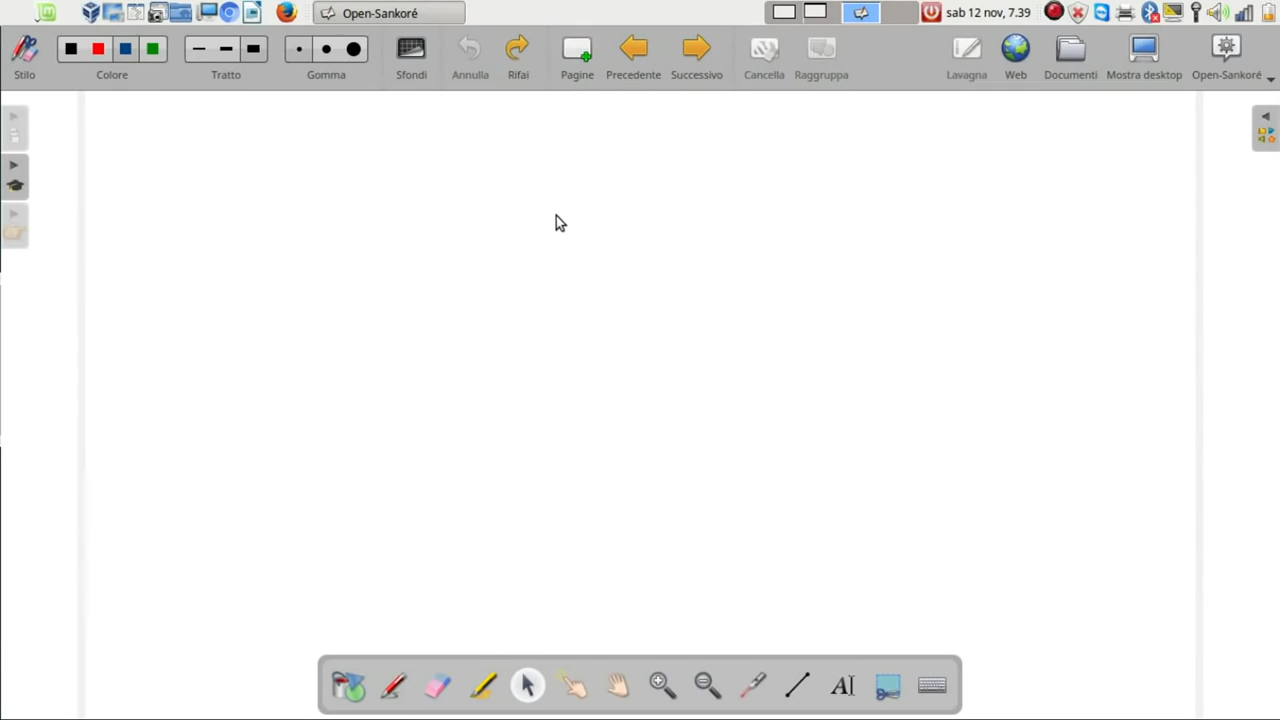 Open-Sankoré
sab 12 nov, 7.39
Stilo
Colore
Tratto
Gomma
Sfondi
Annulla
Rifai
Pagine
Precedente
Successivo
Cancella
Raggruppa
Lavagna
Web
Documenti
Mostra desktop
Open-Sankoré
AI